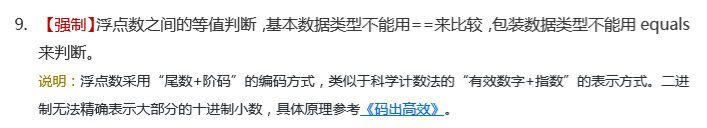 9. 【强制】浮点数之间的等值判断，基本数据类型不能用==来比较，包装数据类型不能用 equals
来判断。
说明：浮点数采用“尾数+阶码”的编码方式，类似于科学计数法的“有效数字+指数”的表示方式。二进
制无法精确表示大部分的十进制小数，具体原理参考《码出高效》。